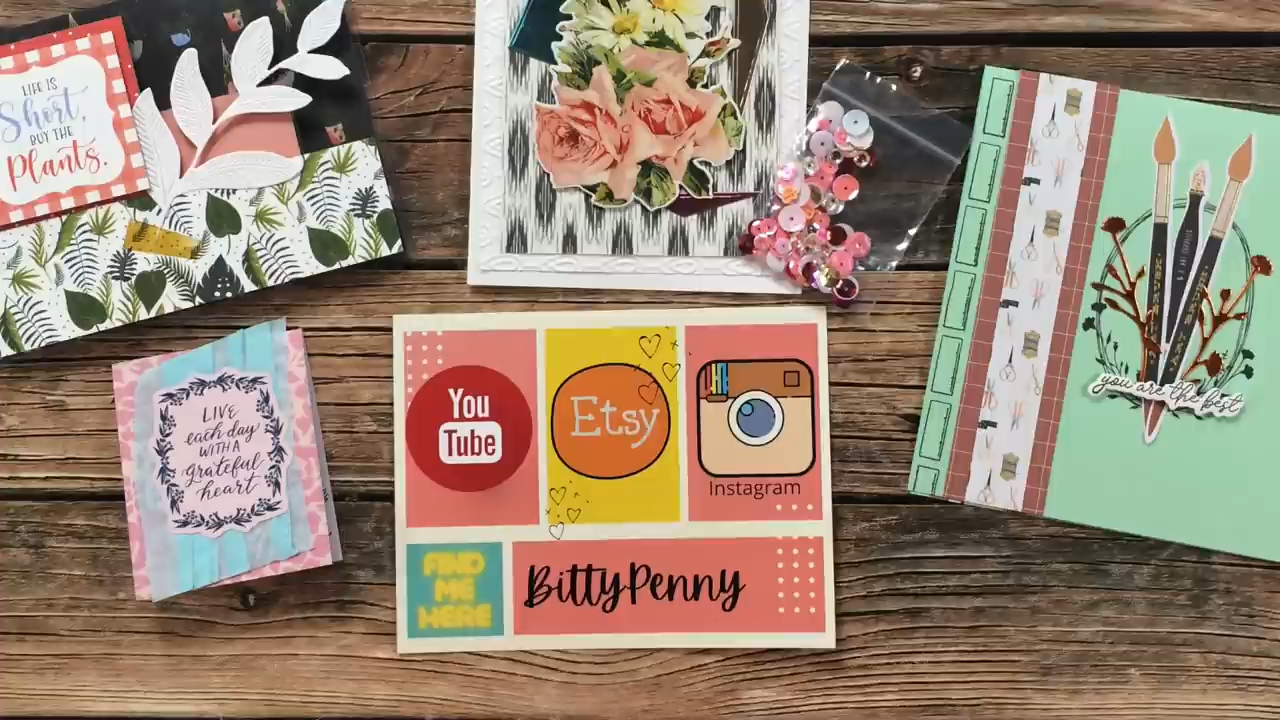 LIFE IS
Short,
BUY THE
Plants.
LIVE
each day
WITH A
grateful
heart
You
Tube
Etsy
Instagram
FIND
ME
HERE
BittyPenny
you are the best